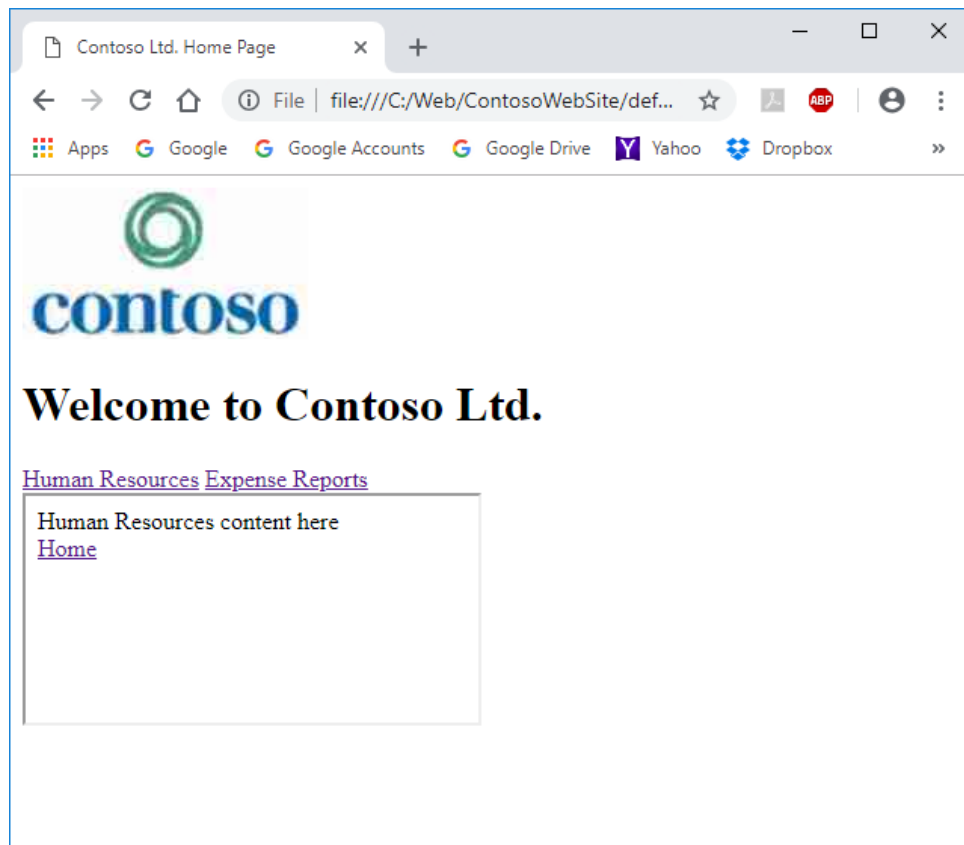 Contoso Ltd. Home Page
File file:///C:/Web/ContosoWebSite/def...
ABP
Apps Google Google Accounts Google Drive Yahoo Dropbox
contoso
Welcome to Contoso Ltd.
Human Resources Expense Reports
Human Resources content here
Home